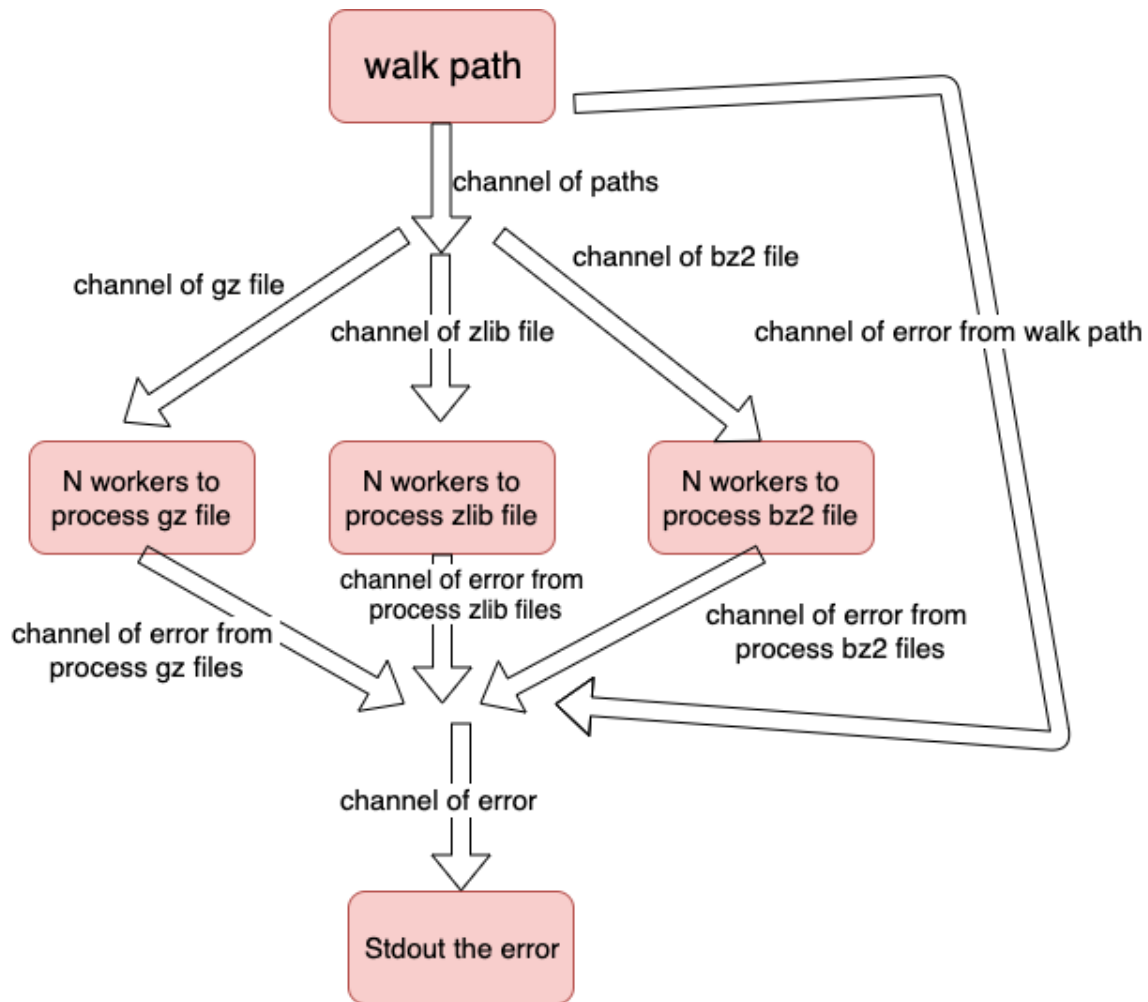 walk path
channel of paths
channel of bz2 file
channel of gz file
channel of zlib file
channel of error from walk path
N workers to
process gz file
N workers to
process zlib file
N workers to
process bz2 file
channel of error from
process zlib files
channel of error from
process gz files
channel of error from
process bz2 files
channel of error
Stdout the error